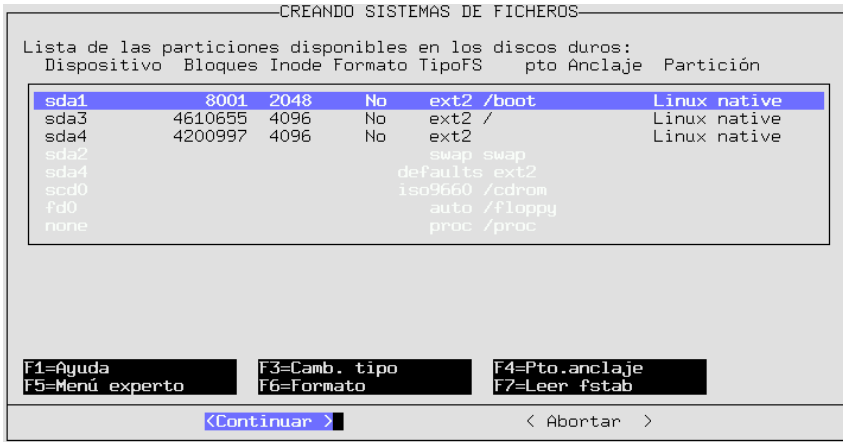 CREANDO SISTEMAS DE FICHEROS
Lista de las particiones disponibles en los discos duros:
Dispositivo Bloques Inode Formato TipoFS pto Anclaje Partición
sda1 8001 2048 No ext2 /boot Linux native
sda3 4610655 4096 No ext2 / Linux native
sda4 4200997 4096 No ext2 Linux native
sda2 swap swap
sda4 defaults ext2
scd0 iso9660 /cdrom
fd0 auto /floppy
none proc /proc
F1=Ayuda F3=Camb. tipo F4=Pto.anclaje
F5=Menú experto F6=Formato F7=Leer fstab
<Continuar > < Abortar >